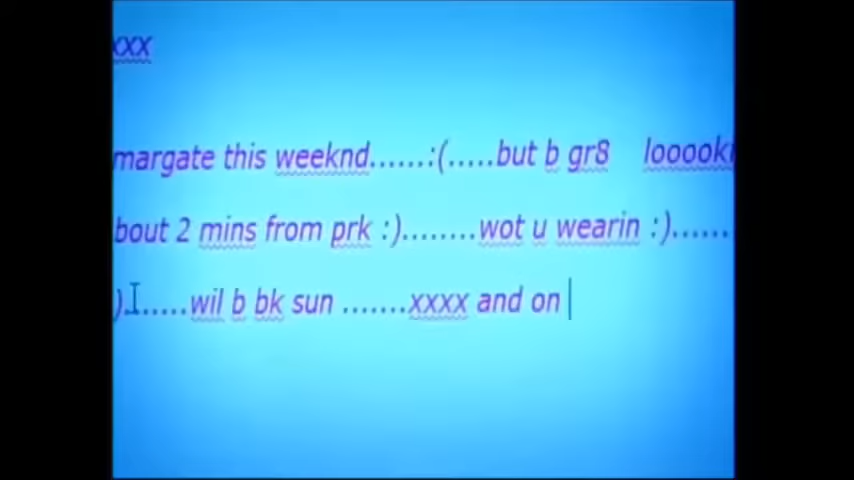 xxx
margate this weeknd......:(.....but b gr8 looook
bout 2 mins from prk :)........wot u wearin :)......
)......wil b bk sun .......xxxx and on